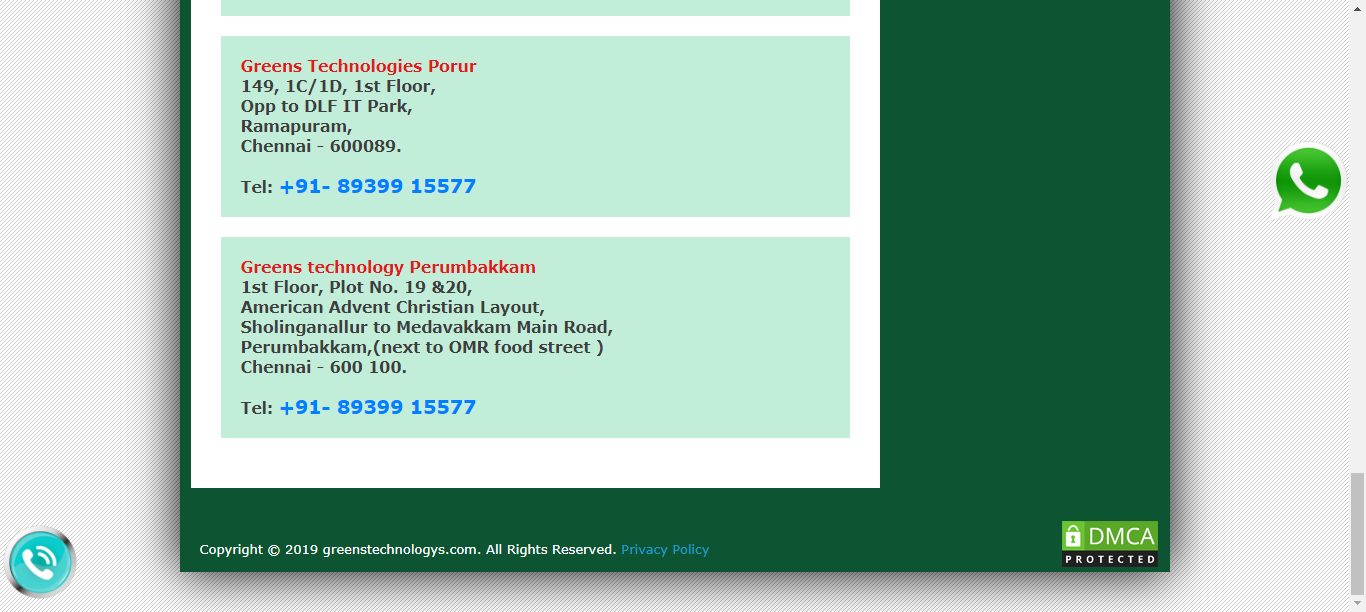 Greens Technologies Porur
149, 1C/1D, 1st Floor,
Opp to DLF IT Park,
Ramapuram,
Chennai - 600089.
Tel: +91- 89399 15577
Greens technology Perumbakkam
1st Floor, Plot No. 19 &20,
American Advent Christian Layout,
Sholinganallur to Medavakkam Main Road,
Perumbakkam,(next to OMR food street )
Chennai - 600 100.
Tel: +91- 89399 15577
Copyright © 2019 greenstechnologys.com. All Rights Reserved. Privacy Policy
DMCA
PROTECTED